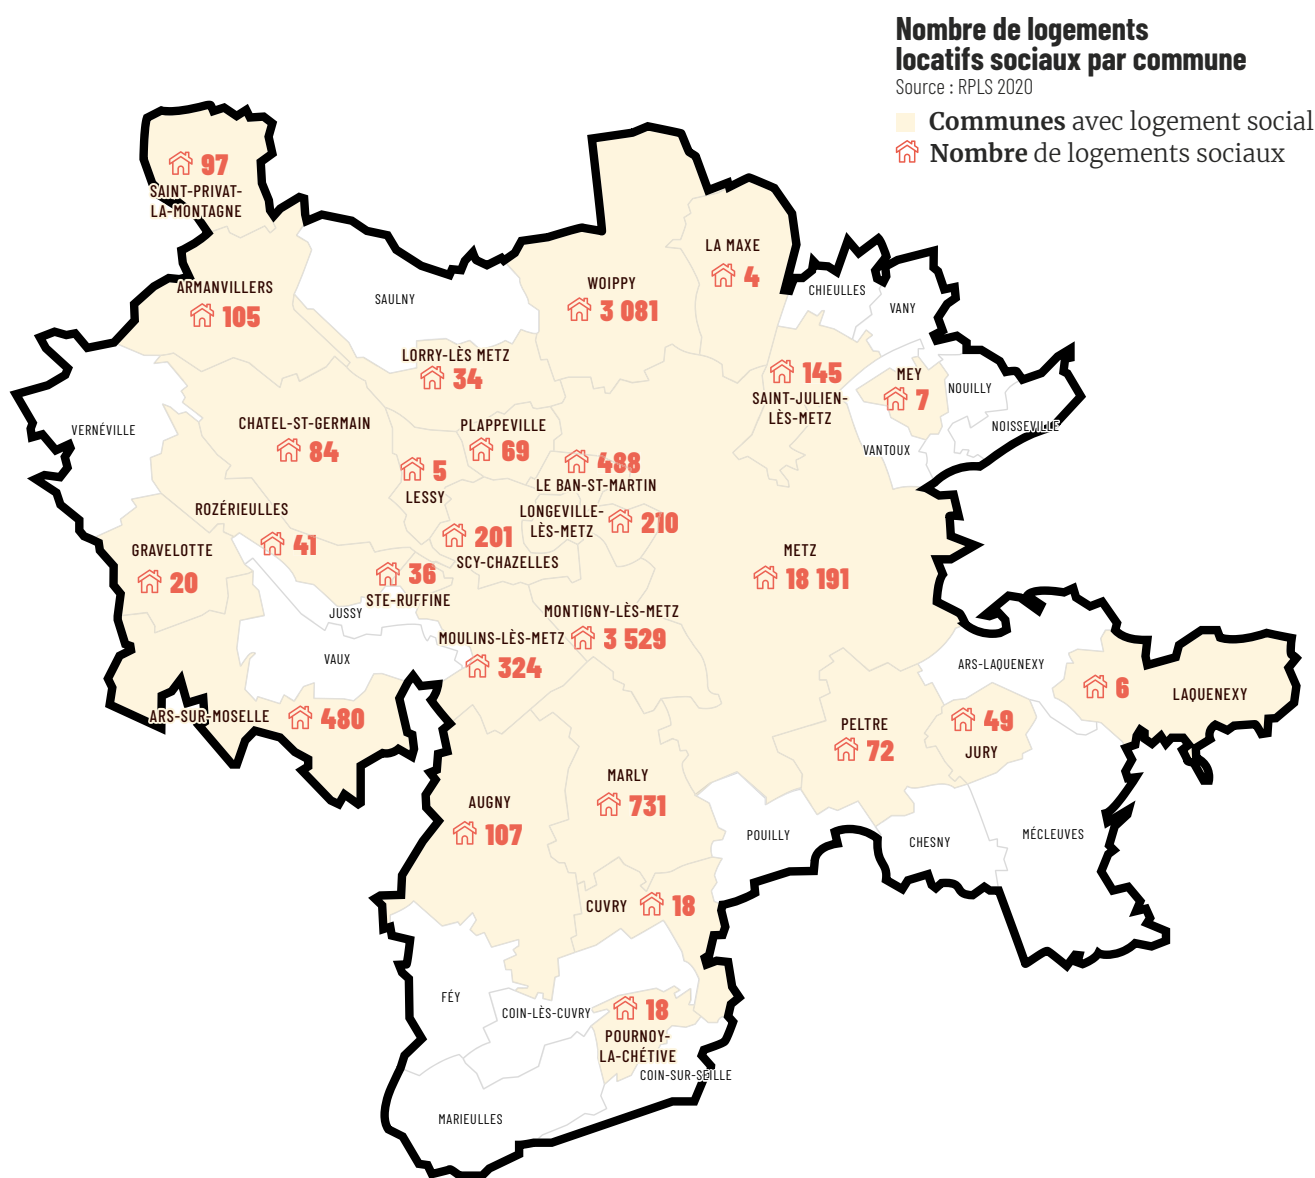 Nombre de logements
locatifs sociaux par commune
Source : RPLS 2020
Communes avec logement social
Nombre de logements sociaux
97
SAINT-PRIVAT-
LA-MONTAGNE
ARMANVILLERS
105
SAULNY
WOIPPY
3 081
LA MAXE
4
CHIEULLES
VANY
LORRY-LÈS METZ
34
145
SAINT-JULIEN-
LÈS-METZ
MEY
7
NOUILLY
NOISSEVILLE
VANTOUX
VERNÉVILLE
CHATEL-ST-GERMAIN
84
PLAPPEVILLE
69
5
LESSY
488
LE BAN-ST-MARTIN
LONGEVILLE-
LÈS-METZ
210
ROZÉRIEULLES
41
201
SCY-CHAZELLES
GRAVELOTTE
20
36
STE-RUFFINE
METZ
18 191
JUSSY
MONTIGNY-LÈS-METZ
3 529
MOULINS-LÈS-METZ
324
VAUX
ARS-LAQUENEXY
6
LAQUENEXY
ARS-SUR-MOSELLE
480
PELTRE
72
49
JURY
MARLY
731
AUGNY
107
POUILLY
CHESNY
MÉCLEUVES
CUVRY
18
FÉY
COIN-LÈS-CUVRY
18
POURNOY-
LA-CHÉTIVE
COIN-SUR-SEILLE
MARIEULLES